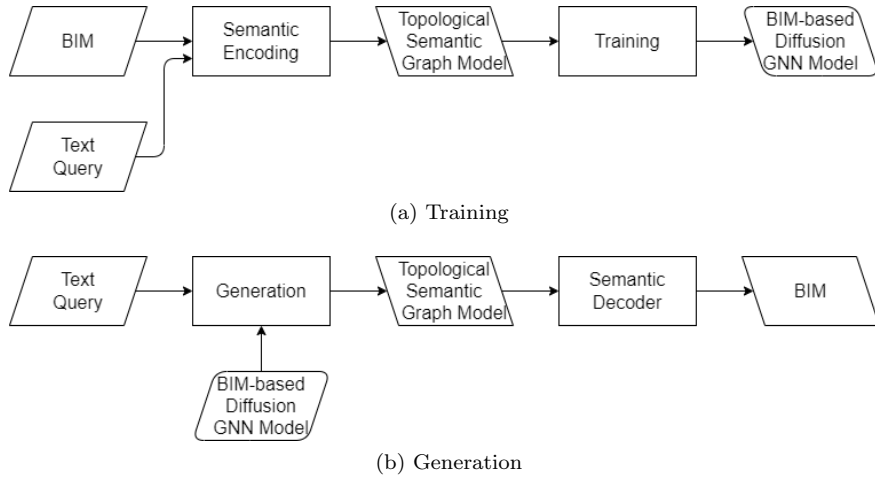 BIM
Semantic
Encoding
Topological
Semantic
Graph Model
Training
BIM-based
Diffusion
GNN Model
Text
Query
(a) Training
Text
Query
Generation
Topological
Semantic
Graph Model
Semantic
Decoder
BIM
BIM-based
Diffusion
GNN Model
(b) Generation